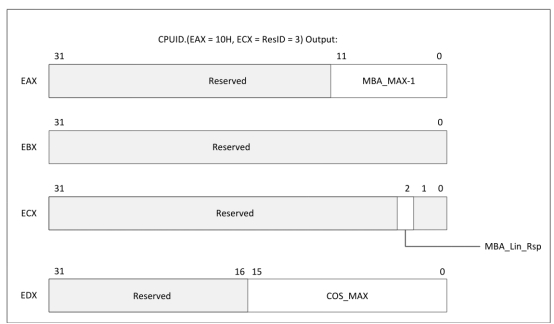 CPUID.(EAX = 10H, ECX = ResID = 3) Output:
31 11 0
EAX Reserved MBA_MAX-1
31 0
EBX Reserved
31 2 1 0
ECX Reserved
MBA_Lin_Rsp
31 16 15 0
EDX Reserved COS_MAX